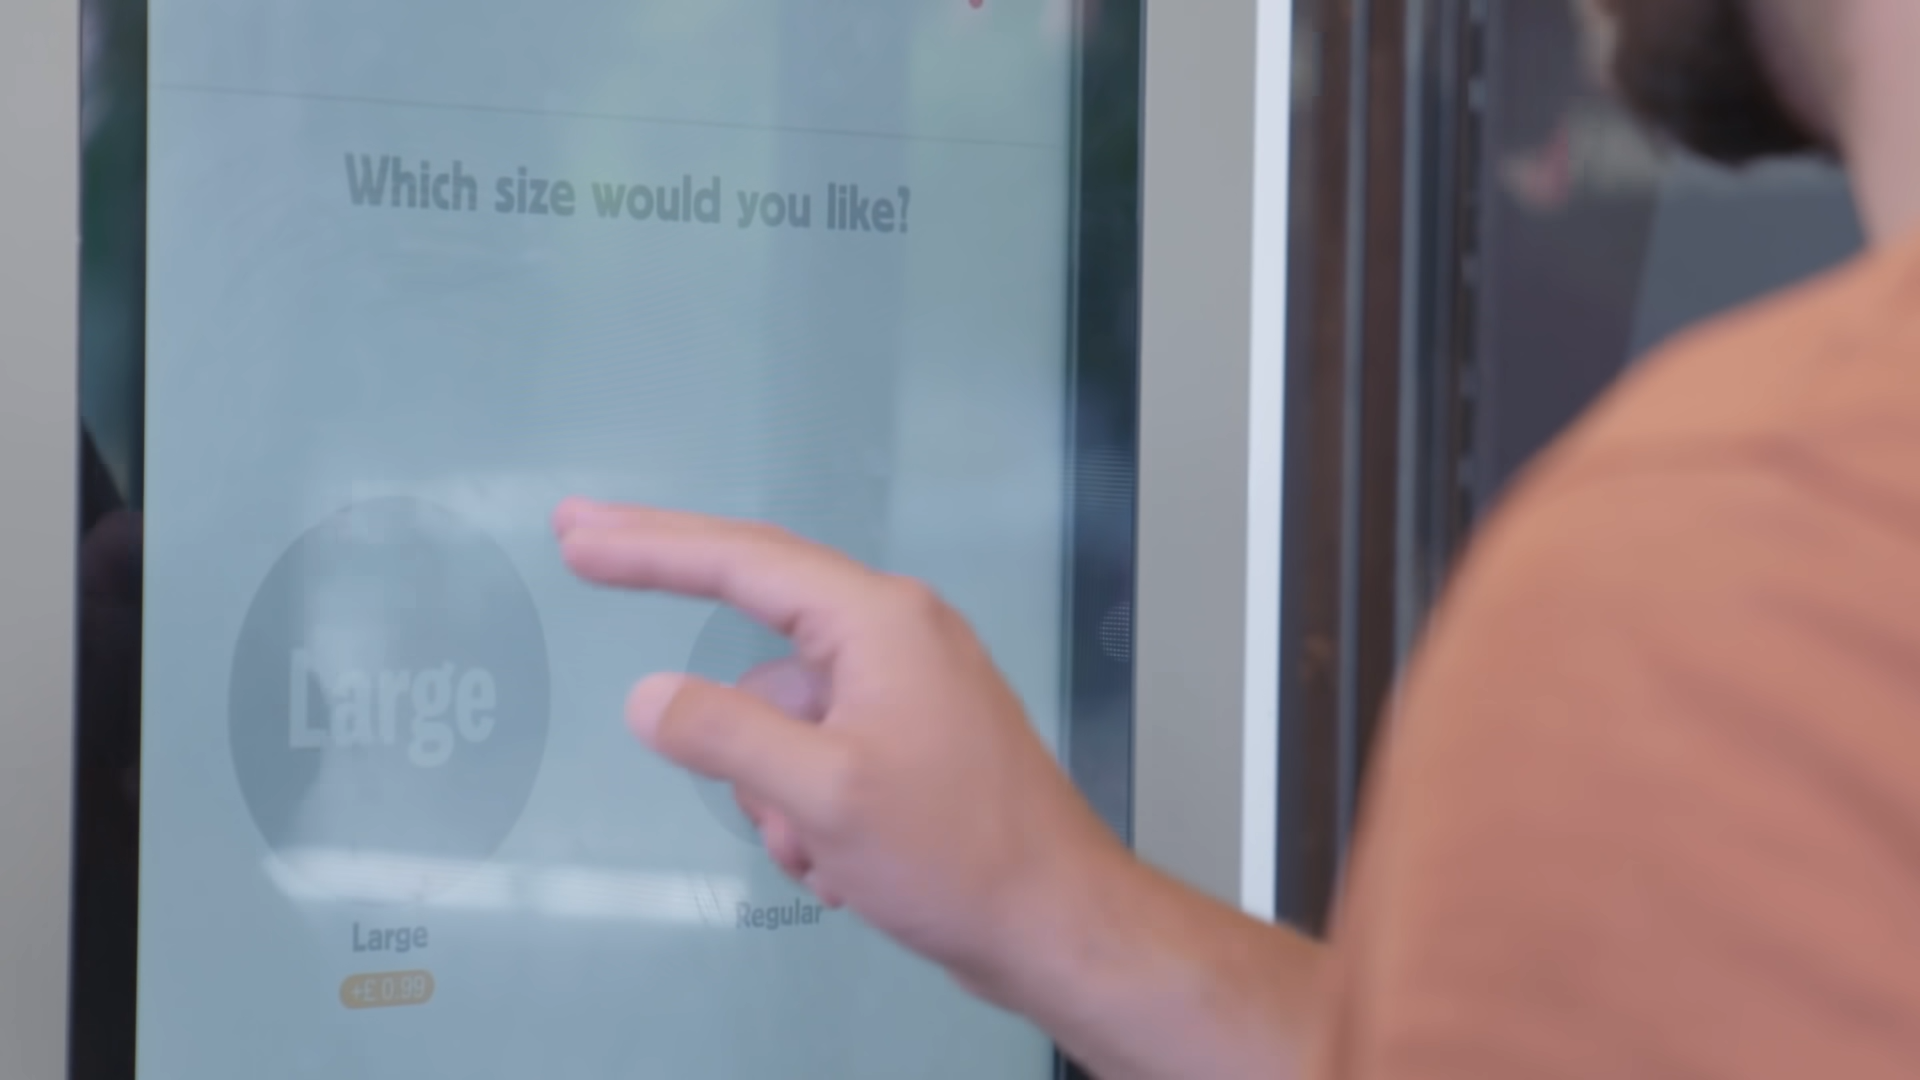 Which size would you like?
Large
Large
Regular
+£ 0.99